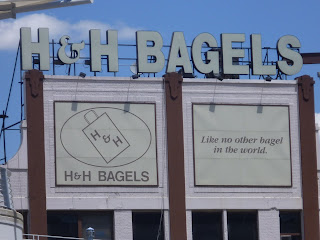 H&H BAGELS
H&H
H&H BAGELS
Like no other bagel
in the world.